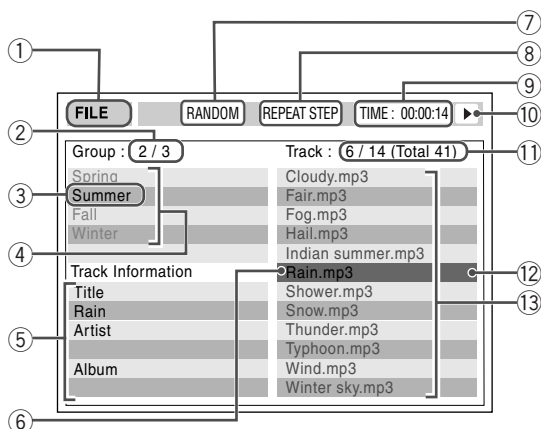 ⑦
⑧
① ⑨
FILE RANDOM REPEAT STEP TIME : 00:00:14 ⑩
②
Group : 2 / 3 Track : 6 / 14 (Total 41) ⑪
Spring Cloudy.mp3
③ Summer Fair.mp3
Fall Fog.mp3
④ Winter Hail.mp3
Indian summer.mp3
Track Information Rain.mp3 ⑫
Title Shower.mp3 ⑬
Rain Snow.mp3
⑤ Artist Thunder.mp3
Typhoon.mp3
Album Wind.mp3
Winter sky.mp3
⑥